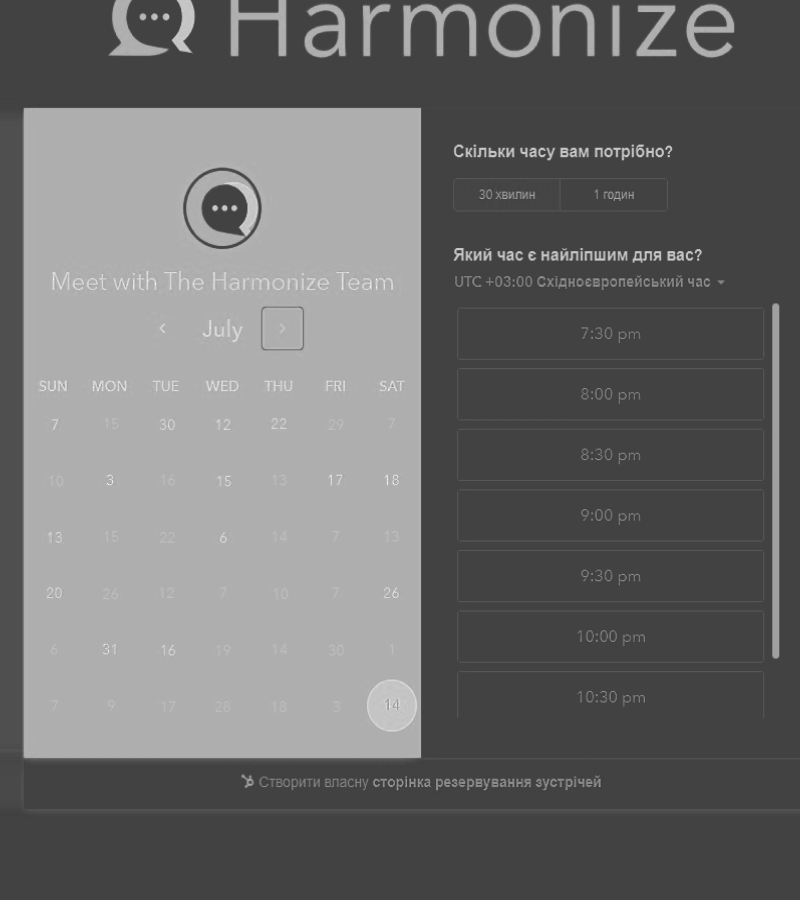 Harmonize
Meet with The Harmonize Team
July
SUN MON TUE WED THU FRI SAT
7 15 30 12 22 29 7
10 3 16 15 13 17 18
13 15 22 6 14 7 13
20 26 12 7 10 7 26
6 31 16 19 14 30 1
7 9 17 28 18 5 14
Скільки часу вам потрібно?
30 хвилин 1 годин
Який час є найліпшим для вас?
UTC +03:00 Східноєвропейський час
7:30 pm
8:00 pm
8:30 pm
9:00 pm
9:30 pm
10:00 pm
10:30 pm
Створити власну сторінка резервування зустрічей